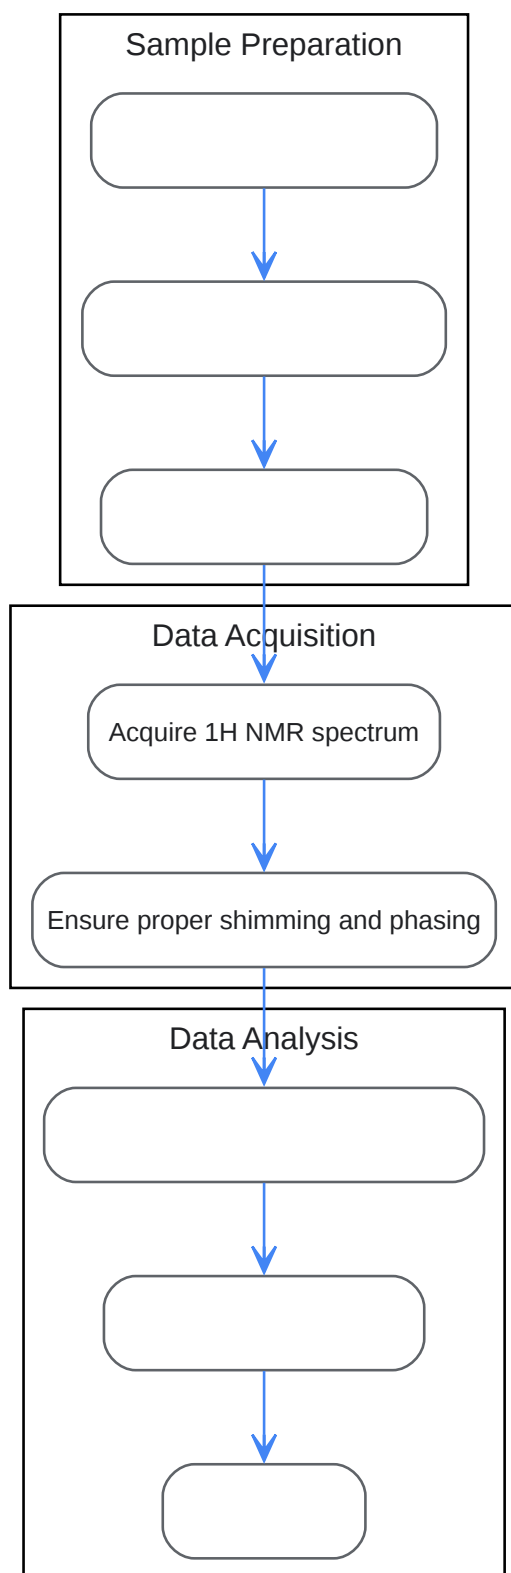 Sample Preparation
Data Acquisition
Acquire 1H NMR spectrum
Ensure proper shimming and phasing
Data Analysis